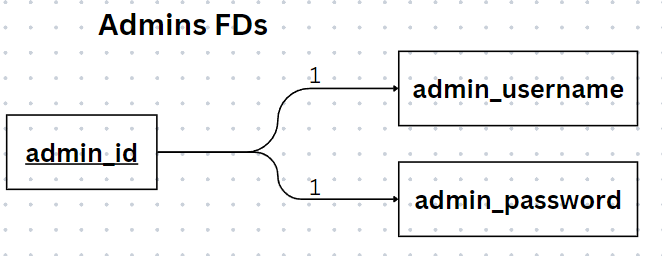 Admins FDs
1
admin_username
admin_id
1
admin_password